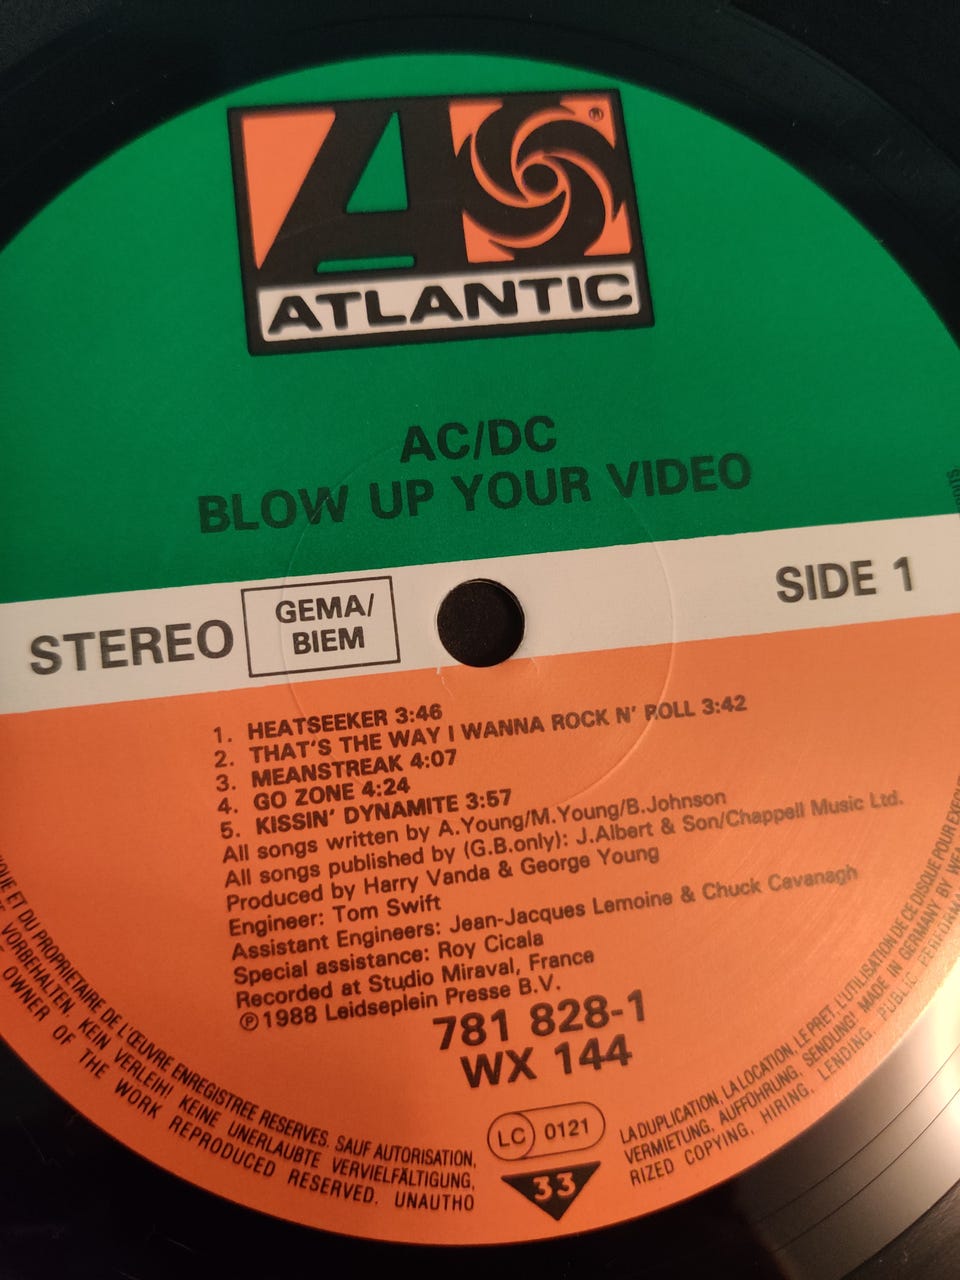 ®
ATLANTIC
AC/DC
BLOW UP YOUR VIDEO
STEREO
GEMA/
BIEM
SIDE 1
1. HEATSEEKER 3:46
2. THAT'S THE WAY I WANNA ROCK N' ROLL 3:42
3. MEANSTREAK 4:07
4. GO ZONE 4:24
5. KISSIN' DYNAMITE 3:57
All songs written by A.Young/M.Young/B.Johnson
All songs published by (G.B.only): J.Albert & Son/Chappell Music Ltd.
Produced by Harry Vanda & George Young
Engineer: Tom Swift
Assistant Engineers: Jean-Jacques Lemoine & Chuck Cavanagh
Special assistance: Roy Cicala
Recorded at Studio Miraval, France
℗1988 Leidseplein Presse B.V.
781 828-1
WX 144
LC 0121
33
ET DU PROPRIETAIRE DE L'ŒUVRE ENREGISTREE RESERVES. SAUF AUTORISATION,
VORBEHALTEN. KEIN VERLEIH! KEINE UNERLAUBTE VERVIELFÄLTIGUNG,
OWNER OF THE WORK REPRODUCED RESERVED. UNAUTHO
LA DUPLICATION, LA LOCATION, LE PRET, L'UTILISATION DE CE DISQUE POUR
VERMIETUNG, AUFFÜHRUNG, SENDUNG! MADE IN GERMANY BY
RIZED COPYING, HIRING, LENDING, PUBLIC